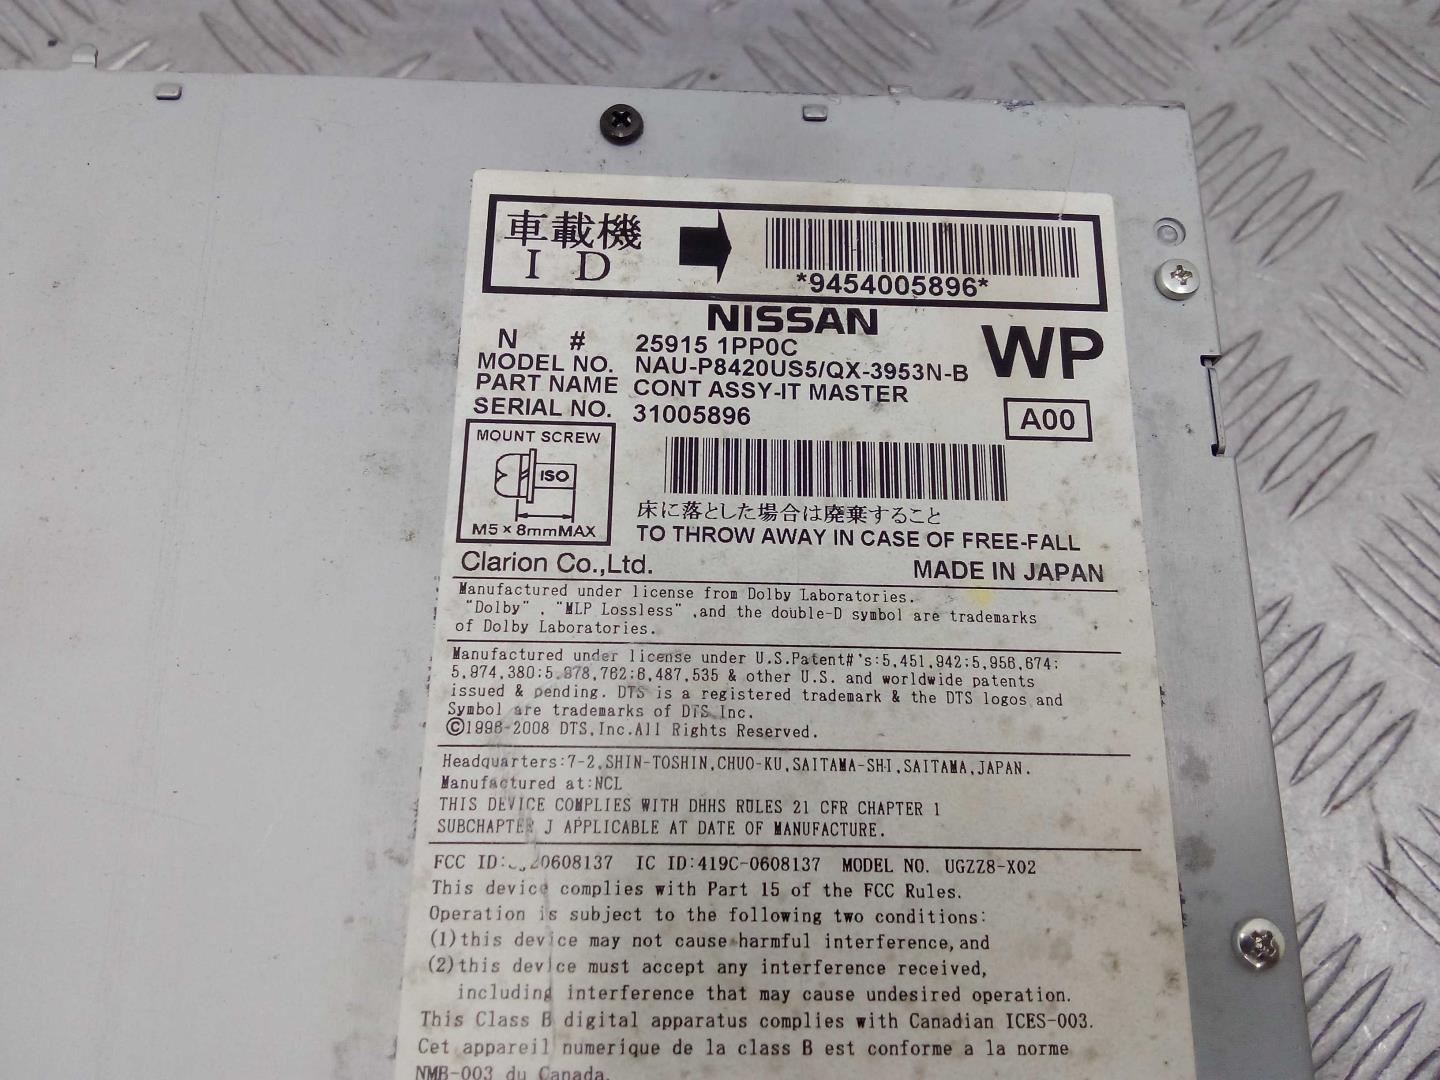 車載機
I D
*9454005896*
NISSAN
WP
N # 25915 1PP0C
MODEL NO. NAU-P8420US5/QX-3953N-B
PART NAME CONT ASSY-IT MASTER
SERIAL NO. 31005896
A00
MOUNT SCREW
ISO
M5×8mmMAX
床に落とした場合は廃棄すること
TO THROW AWAY IN CASE OF FREE-FALL
Clarion Co.,Ltd.
MADE IN JAPAN
Manufactured under license from Dolby Laboratories.
"Dolby", "MLP Lossless",and the double-D symbol are trademarks
of Dolby Laboratories.
Manufactured under license under U.S.Patent#'s:5,451,942;5,956,674;
5,974,380;5,978,762;6,487,535 & other U.S. and worldwide patents
issued & pending. DTS is a registered trademark & the DTS logos and
Symbol are trademarks of DTS,Inc.
©1996-2008 DTS,Inc.All Rights Reserved.
Headquarters:7-2,SHIN-TOSHIN,CHUO-KU,SAITAMA-SHI,SAITAMA,JAPAN.
Manufactured at:NCL
THIS DEVICE COMPLIES WITH DHHS RULES 21 CFR CHAPTER 1
SUBCHAPTER J APPLICABLE AT DATE OF MANUFACTURE.
FCC ID: IC ID:419C-0608137 MODEL NO. UGZZ8-X02
This device complies with Part 15 of the FCC Rules.
Operation is subject to the following two conditions:
(1)this device may not cause harmful interference,and
(2)this device must accept any interference received,
including interference that may cause undesired operation.
This Class B digital apparatus complies with Canadian ICES-003.
Cet appareil numerique de la class B est conforme a la norme
NMB-003 du Canada.